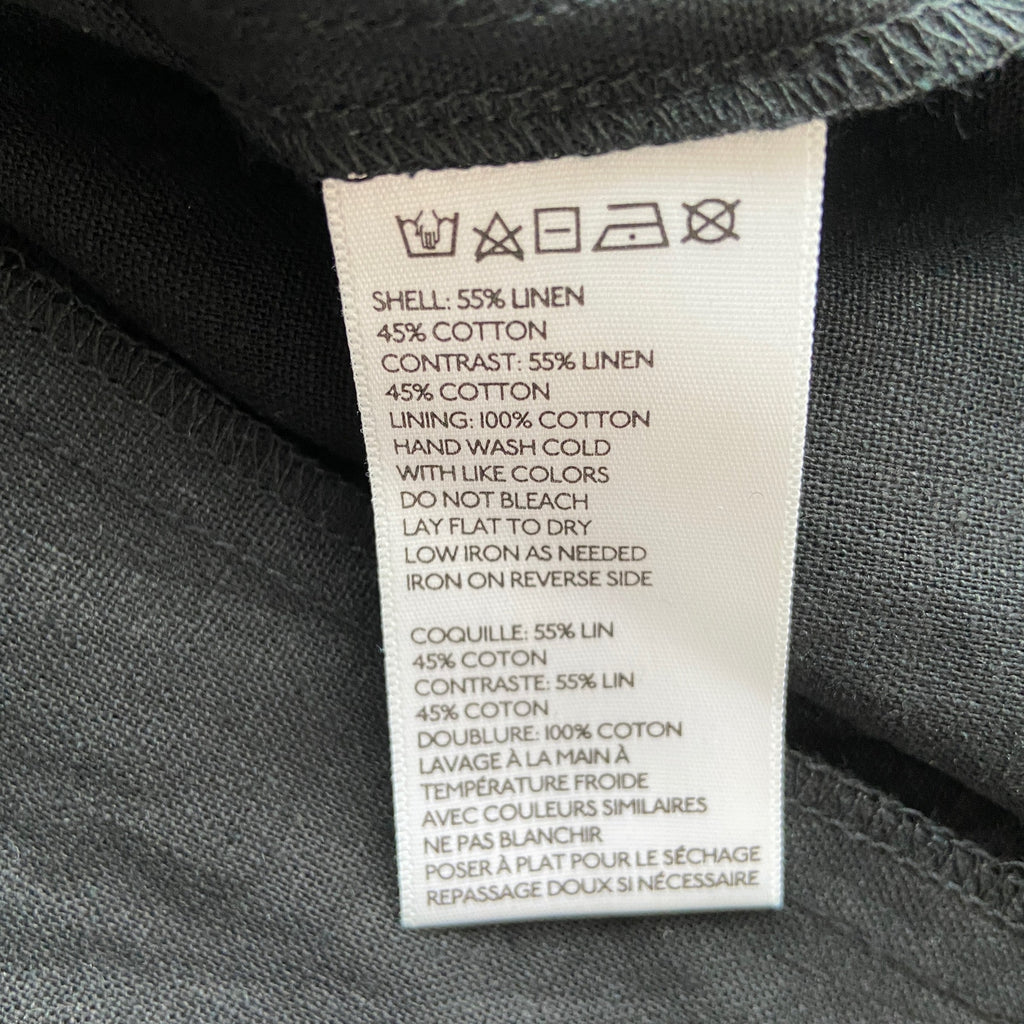 SHELL: 55% LINEN
45% COTTON
CONTRAST: 55% LINEN
45% COTTON
LINING: 100% COTTON
HAND WASH COLD
WITH LIKE COLORS
DO NOT BLEACH
LAY FLAT TO DRY
LOW IRON AS NEEDED
IRON ON REVERSE SIDE
COQUILLE: 55% LIN
45% COTON
CONTRASTE: 55% LIN
45% COTON
DOUBLURE: 100% COTON
LAVAGE À LA MAIN À
TEMPÉRATURE FROIDE
AVEC COULEURS SIMILAIRES
NE PAS BLANCHIR
POSER À PLAT POUR LE SÉCHAGE
REPASSAGE DOUX SI NÉCESSAIRE